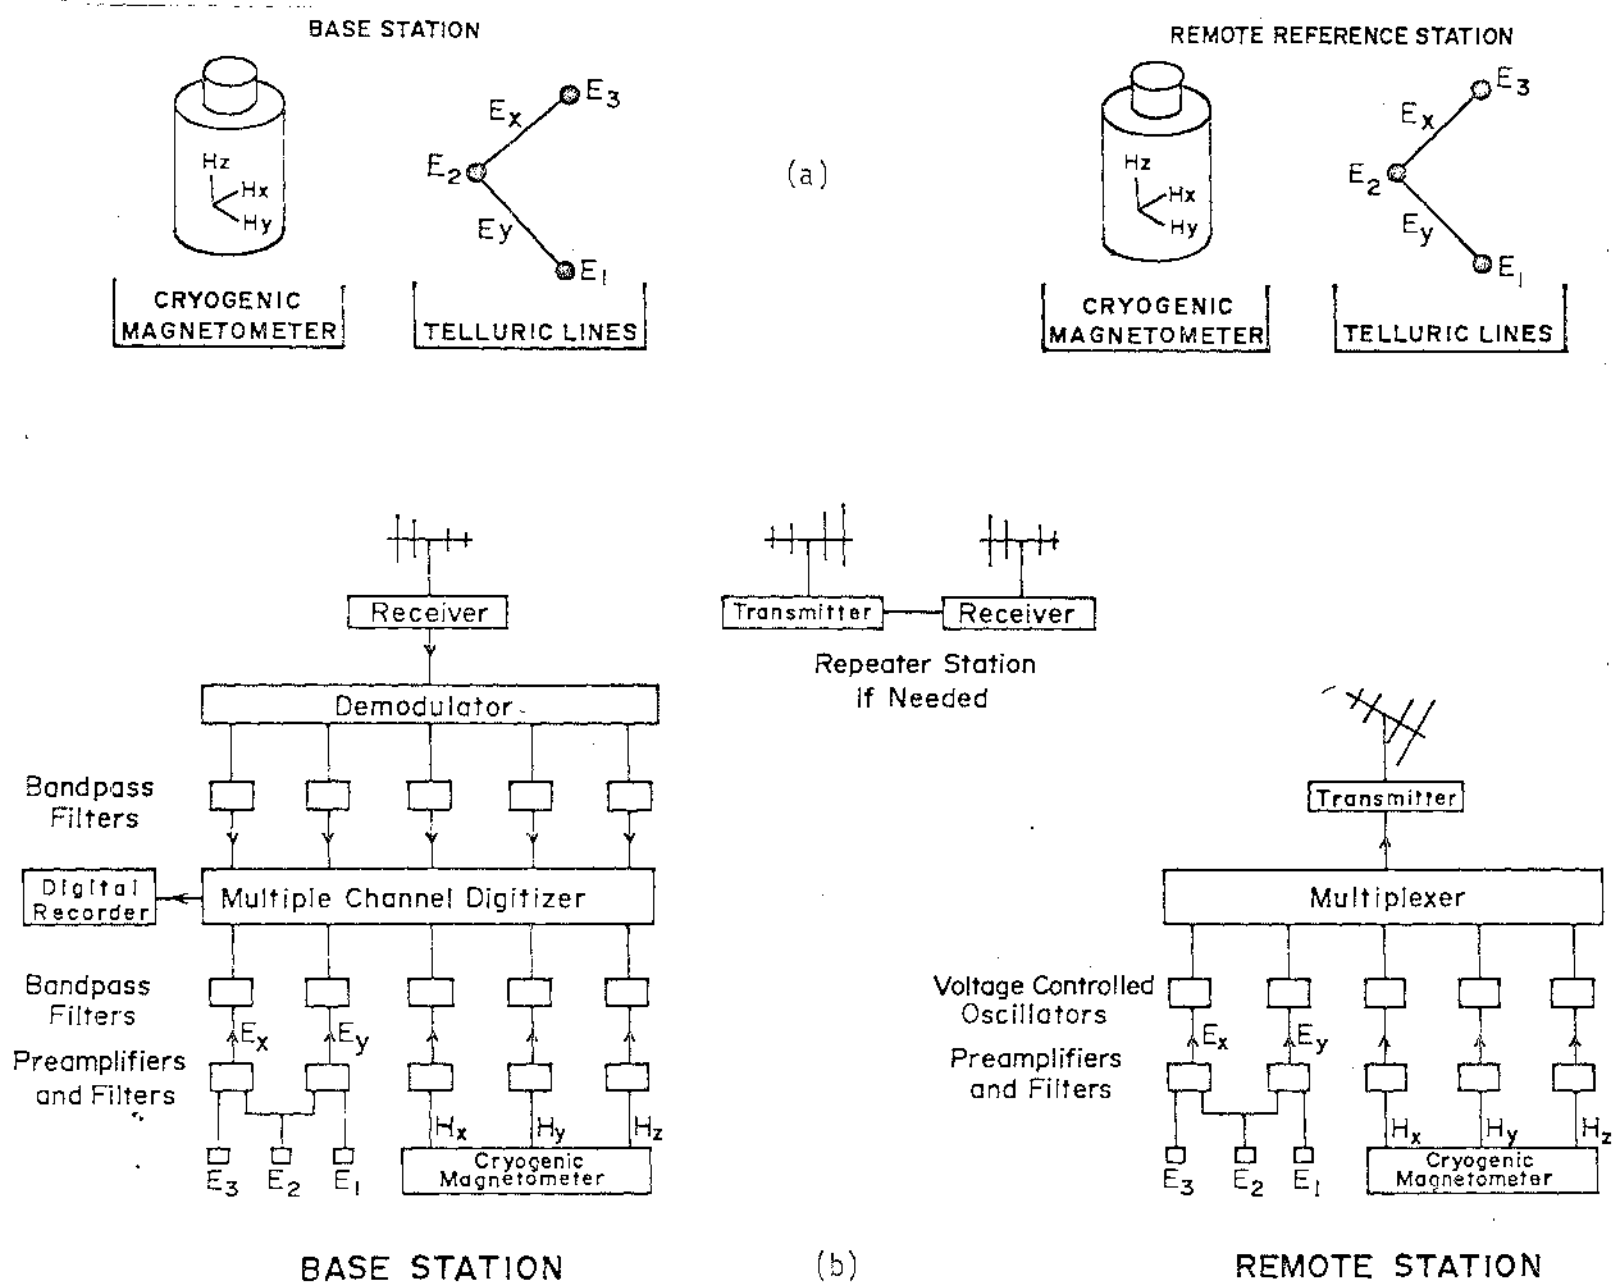 BASE STATION
REMOTE REFERENCE STATION
Hz
Hx
Hy
Ex
E3
E2
Ey
E1
(a)
Hz
Hx
Hy
Ex
E3
E2
Ey
E1
CRYOGENIC
MAGNETOMETER
TELLURIC LINES
CRYOGENIC
MAGNETOMETER
TELLURIC LINES
Receiver
Transmitter
Receiver
Repeater Station
If Needed
Demodulator
Bandpass
Filters
Transmitter
Digital
Recorder
Multiple Channel Digitizer
Multiplexer
Bandpass
Filters
Ex
Ey
Preamplifiers
and Filters
Hx
Hy
Hz
E3
E2
E1
Cryogenic
Magnetometer
Voltage Controlled
Oscillators
Ex
Ey
Preamplifiers
and Filters
Hx
Hy
Hz
E3
E2
E1
Cryogenic
Magnetometer
BASE STATION
(b)
REMOTE STATION